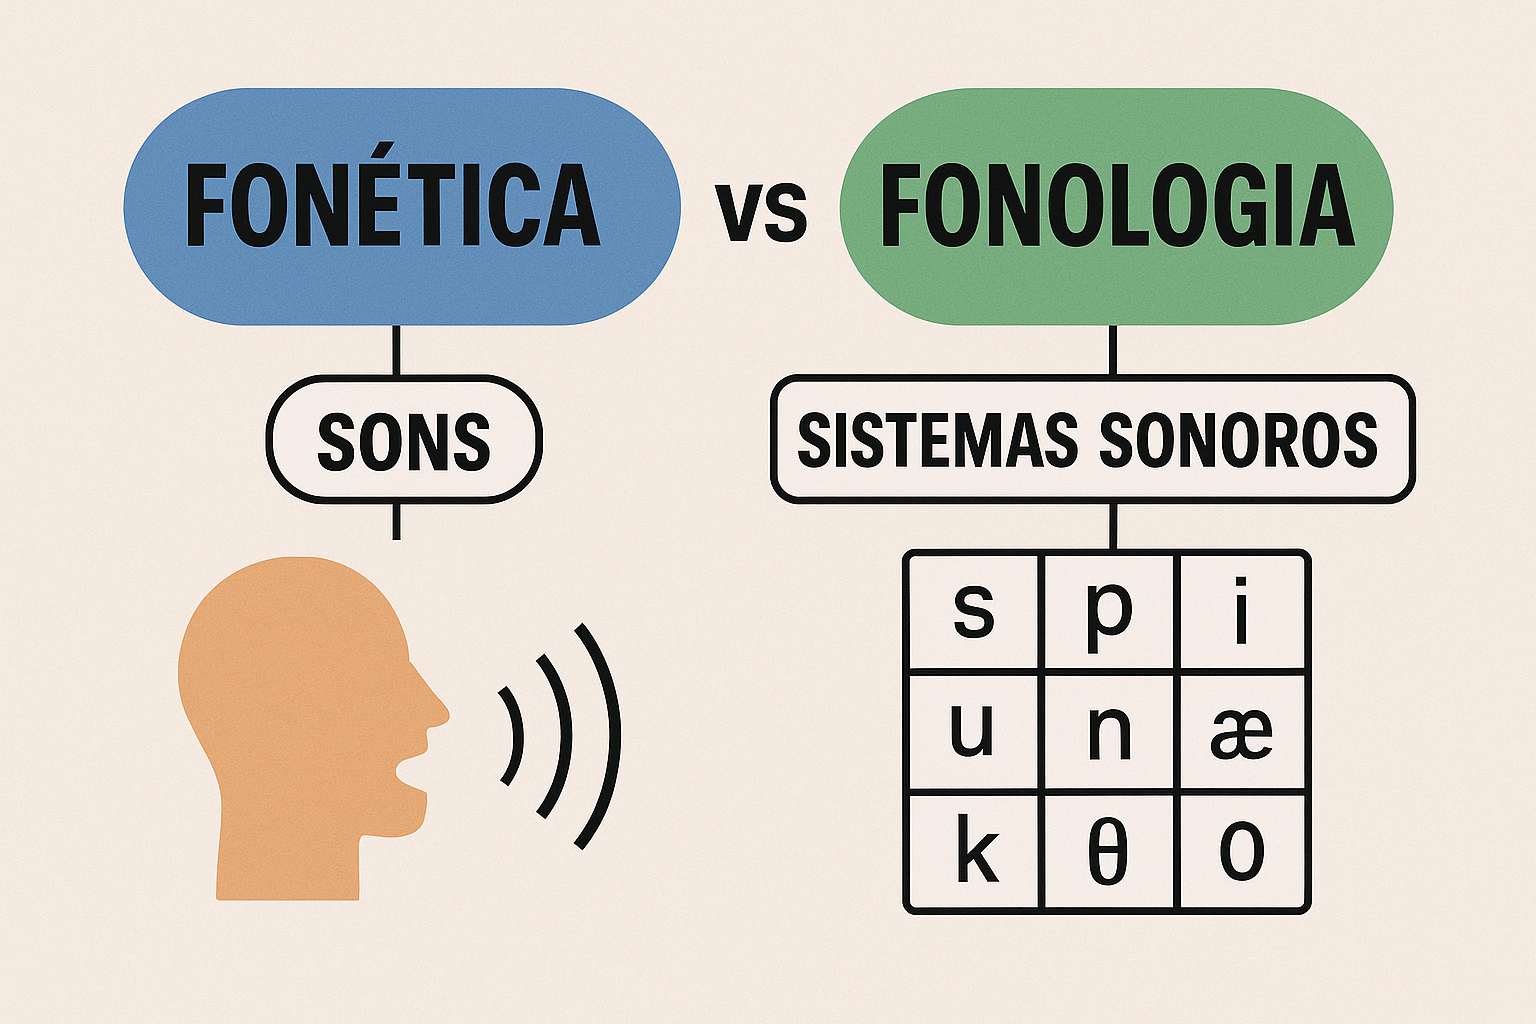 FONÉTICA vs FONOLOGIA
SONS
SISTEMAS SONOROS
s p i
u n æ
k θ o